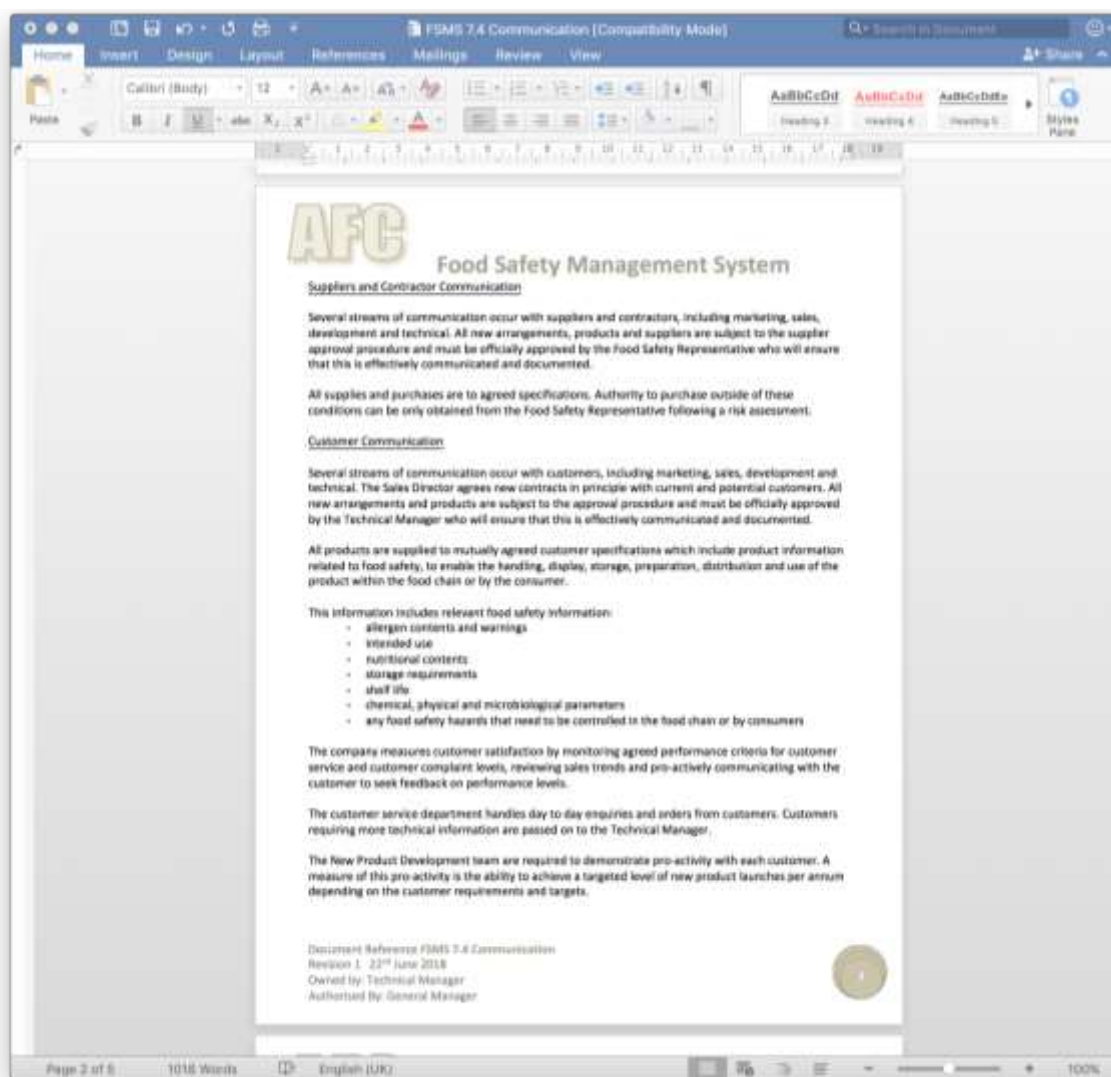 FSMS 7.4 Communication [Compatibility Mode]
Search in Document
Home Insert Design Layout References Mailings Review View
Share
Paste
Calibri (Body) 12
AaBbCcDd AaBbCcDd AaBbCcDdEe
Heading 3 Heading 4 Heading 5
Styles Pane
AFC
Food Safety Management System
Suppliers and Contractor Communication
Several streams of communication occur with suppliers and contractors, including marketing, sales,
development and technical. All new arrangements, products and suppliers are subject to the supplier
approval procedure and must be officially approved by the Food Safety Representative who will ensure
that this is effectively communicated and documented.
All supplies and purchases are to agreed specifications. Authority to purchase outside of these
conditions can be only obtained from the Food Safety Representative following a risk assessment.
Customer Communication
Several streams of communication occur with customers, including marketing, sales, development and
technical. The Sales Director agrees new contracts in principle with current and potential customers. All
new arrangements and products are subject to the approval procedure and must be officially approved
by the Technical Manager who will ensure that this is effectively communicated and documented.
All products are supplied to mutually agreed customer specifications which include product information
related to food safety, to enable the handling, display, storage, preparation, distribution and use of the
product within the food chain or by the consumer.
This information includes relevant food safety information:
- allergen contents and warnings
- intended use
- nutritional contents
- storage requirements
- shelf life
- chemical, physical and microbiological parameters
- any food safety hazards that need to be controlled in the food chain or by consumers
The company measures customer satisfaction by monitoring agreed performance criteria for customer
service and customer complaint levels, reviewing sales trends and pro-actively communicating with the
customer to seek feedback on performance levels.
The customer service department handles day to day enquiries and orders from customers. Customers
requiring more technical information are passed on to the Technical Manager.
The New Product Development team are required to demonstrate pro-activity with each customer. A
measure of this pro-activity is the ability to achieve a targeted level of new product launches per annum
depending on the customer requirements and targets.
Document Reference FSMS 7.4 Communication
Revision 1 22nd June 2018
Owned by: Technical Manager
Authorised By: General Manager
Page 2 of 5 1018 Words English (UK) 100%